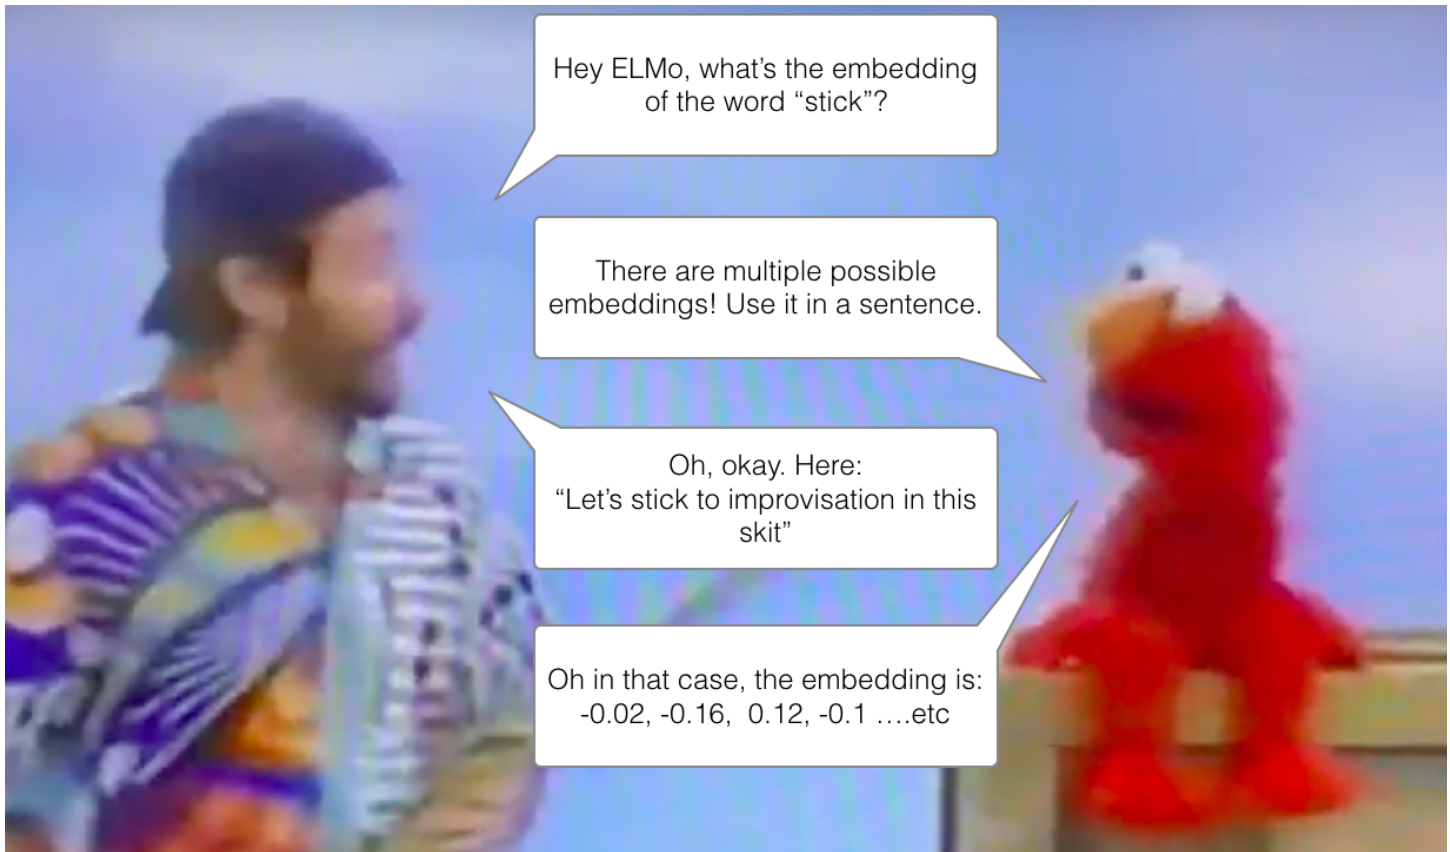 Hey ELMo, what’s the embedding
of the word “stick”?
There are multiple possible
embeddings! Use it in a sentence.
Oh, okay. Here:
“Let’s stick to improvisation in this
skit”
Oh in that case, the embedding is:
-0.02, -0.16,  0.12, -0.1 ….etc